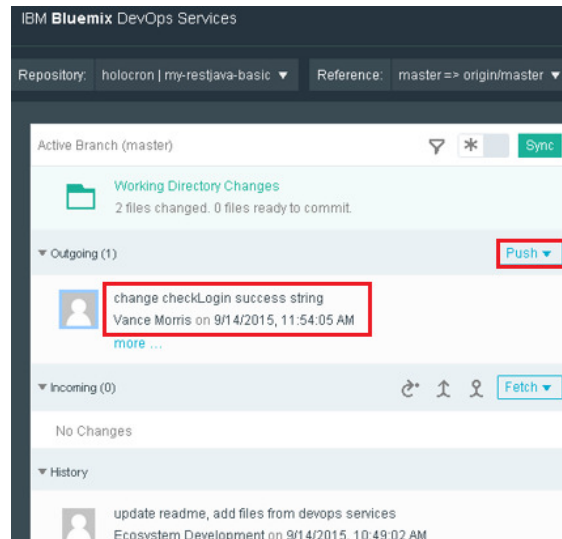 IBM Bluemix DevOps Services
Repository: holocron | my-restjava-basic Reference: master => origin/master
Active Branch (master) Sync
Working Directory Changes
2 files changed. 0 files ready to commit.
Outgoing (1) Push
change checkLogin success string
Vance Morris on 9/14/2015, 11:54:05 AM
more ...
Incoming (0) Fetch
No Changes
History
update readme, add files from devops services
Ecosystem Development on 9/14/2015, 10:49:02 AM